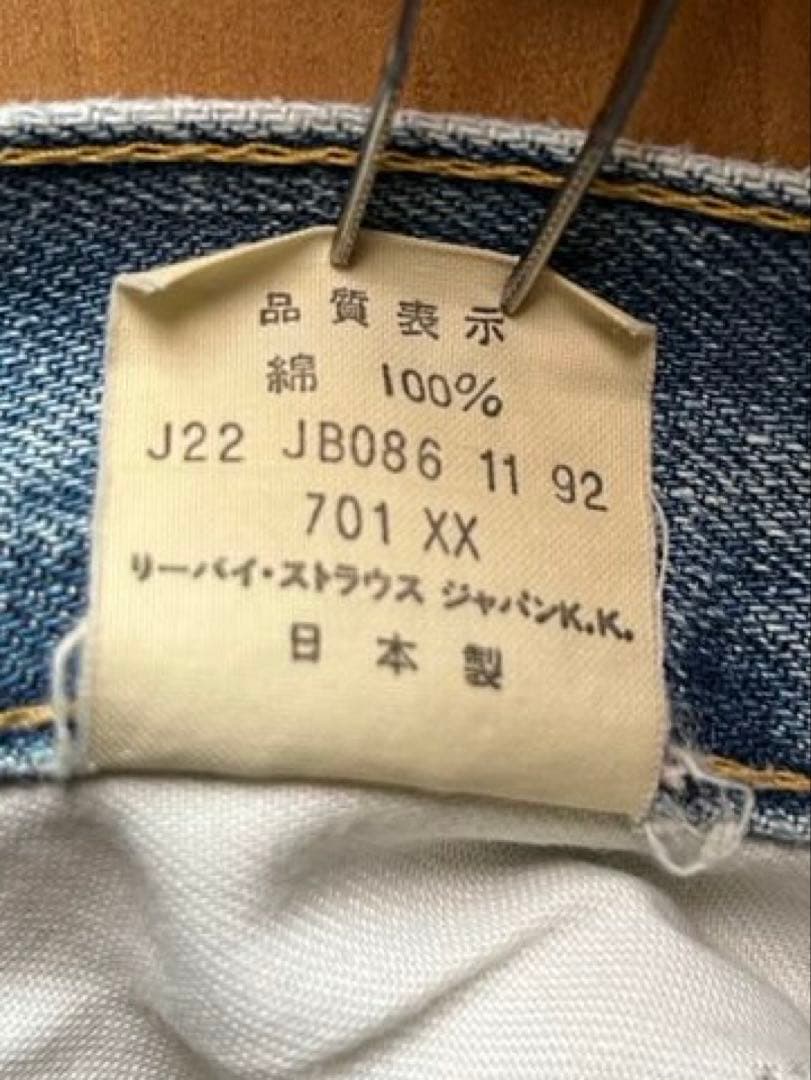 品質表示
綿 100%
J22 JB086 11 92
701 XX
リーバイ・ストラウス ジャパンK.K.
日本製